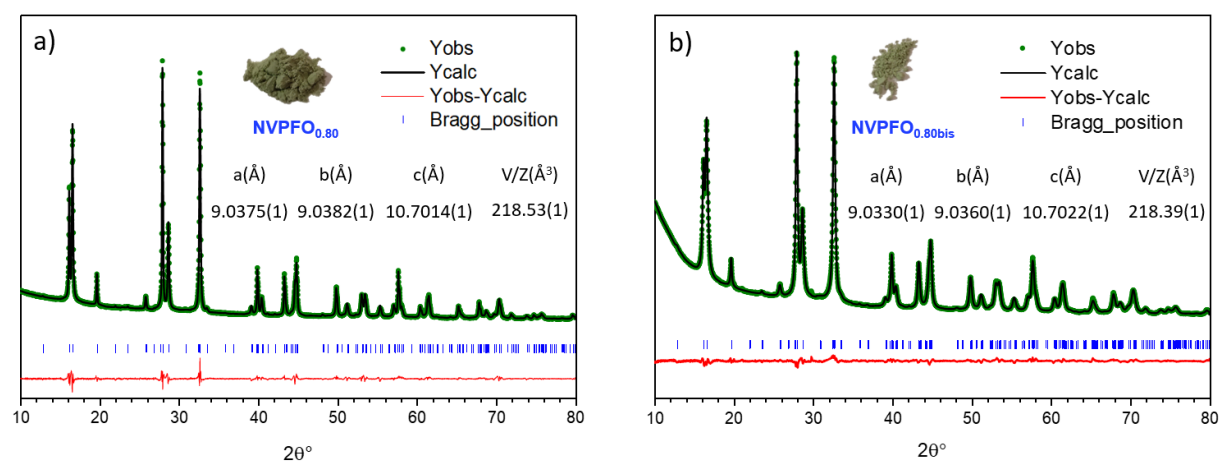 a)
Yobs
Ycalc
Yobs-Ycalc
Bragg_position
NVPFO0.80
a(Å) b(Å) c(Å) V/Z(Å³)
9.0375(1) 9.0382(1) 10.7014(1) 218.53(1)
10 20 30 40 50 60 70 80
2θ°
b)
Yobs
Ycalc
Yobs-Ycalc
Bragg_position
NVPFO0.80bis
a(Å) b(Å) c(Å) V/Z(Å³)
9.0330(1) 9.0360(1) 10.7022(1) 218.39(1)
10 20 30 40 50 60 70 80
2θ°